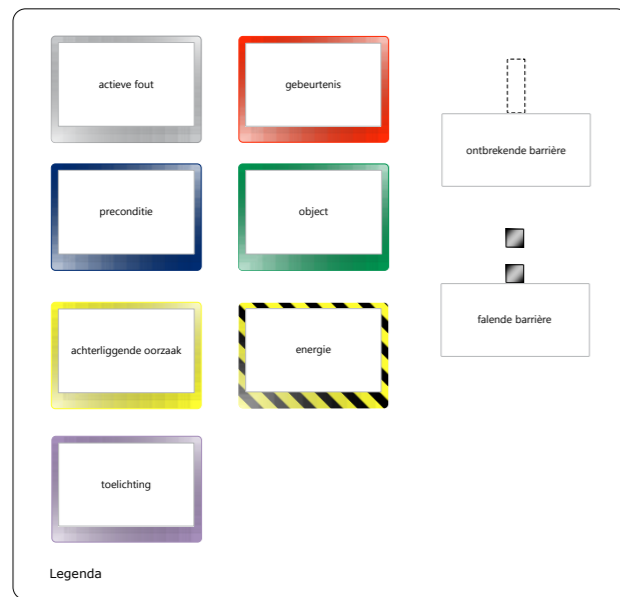 actieve fout
gebeurtenis
ontbrekende barrière
preconditie
object
achterliggende oorzaak
energie
falende barrière
toelichting
Legenda